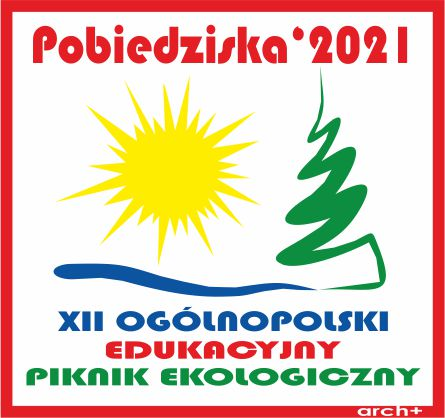 Pobiedziska'2021
XII OGÓLNOPOLSKI
EDUKACYJNY
PIKNIK EKOLOGICZNY
arch+